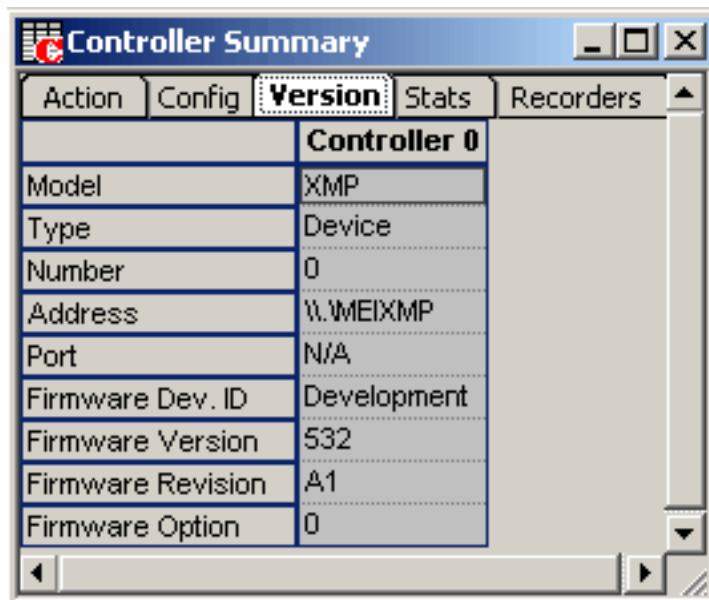 Controller Summary
Action Config Version Stats Recorders
Controller 0
Model XMP
Type Device
Number 0
Address \\.\MEIXMP
Port N/A
Firmware Dev. ID Development
Firmware Version 532
Firmware Revision A1
Firmware Option 0